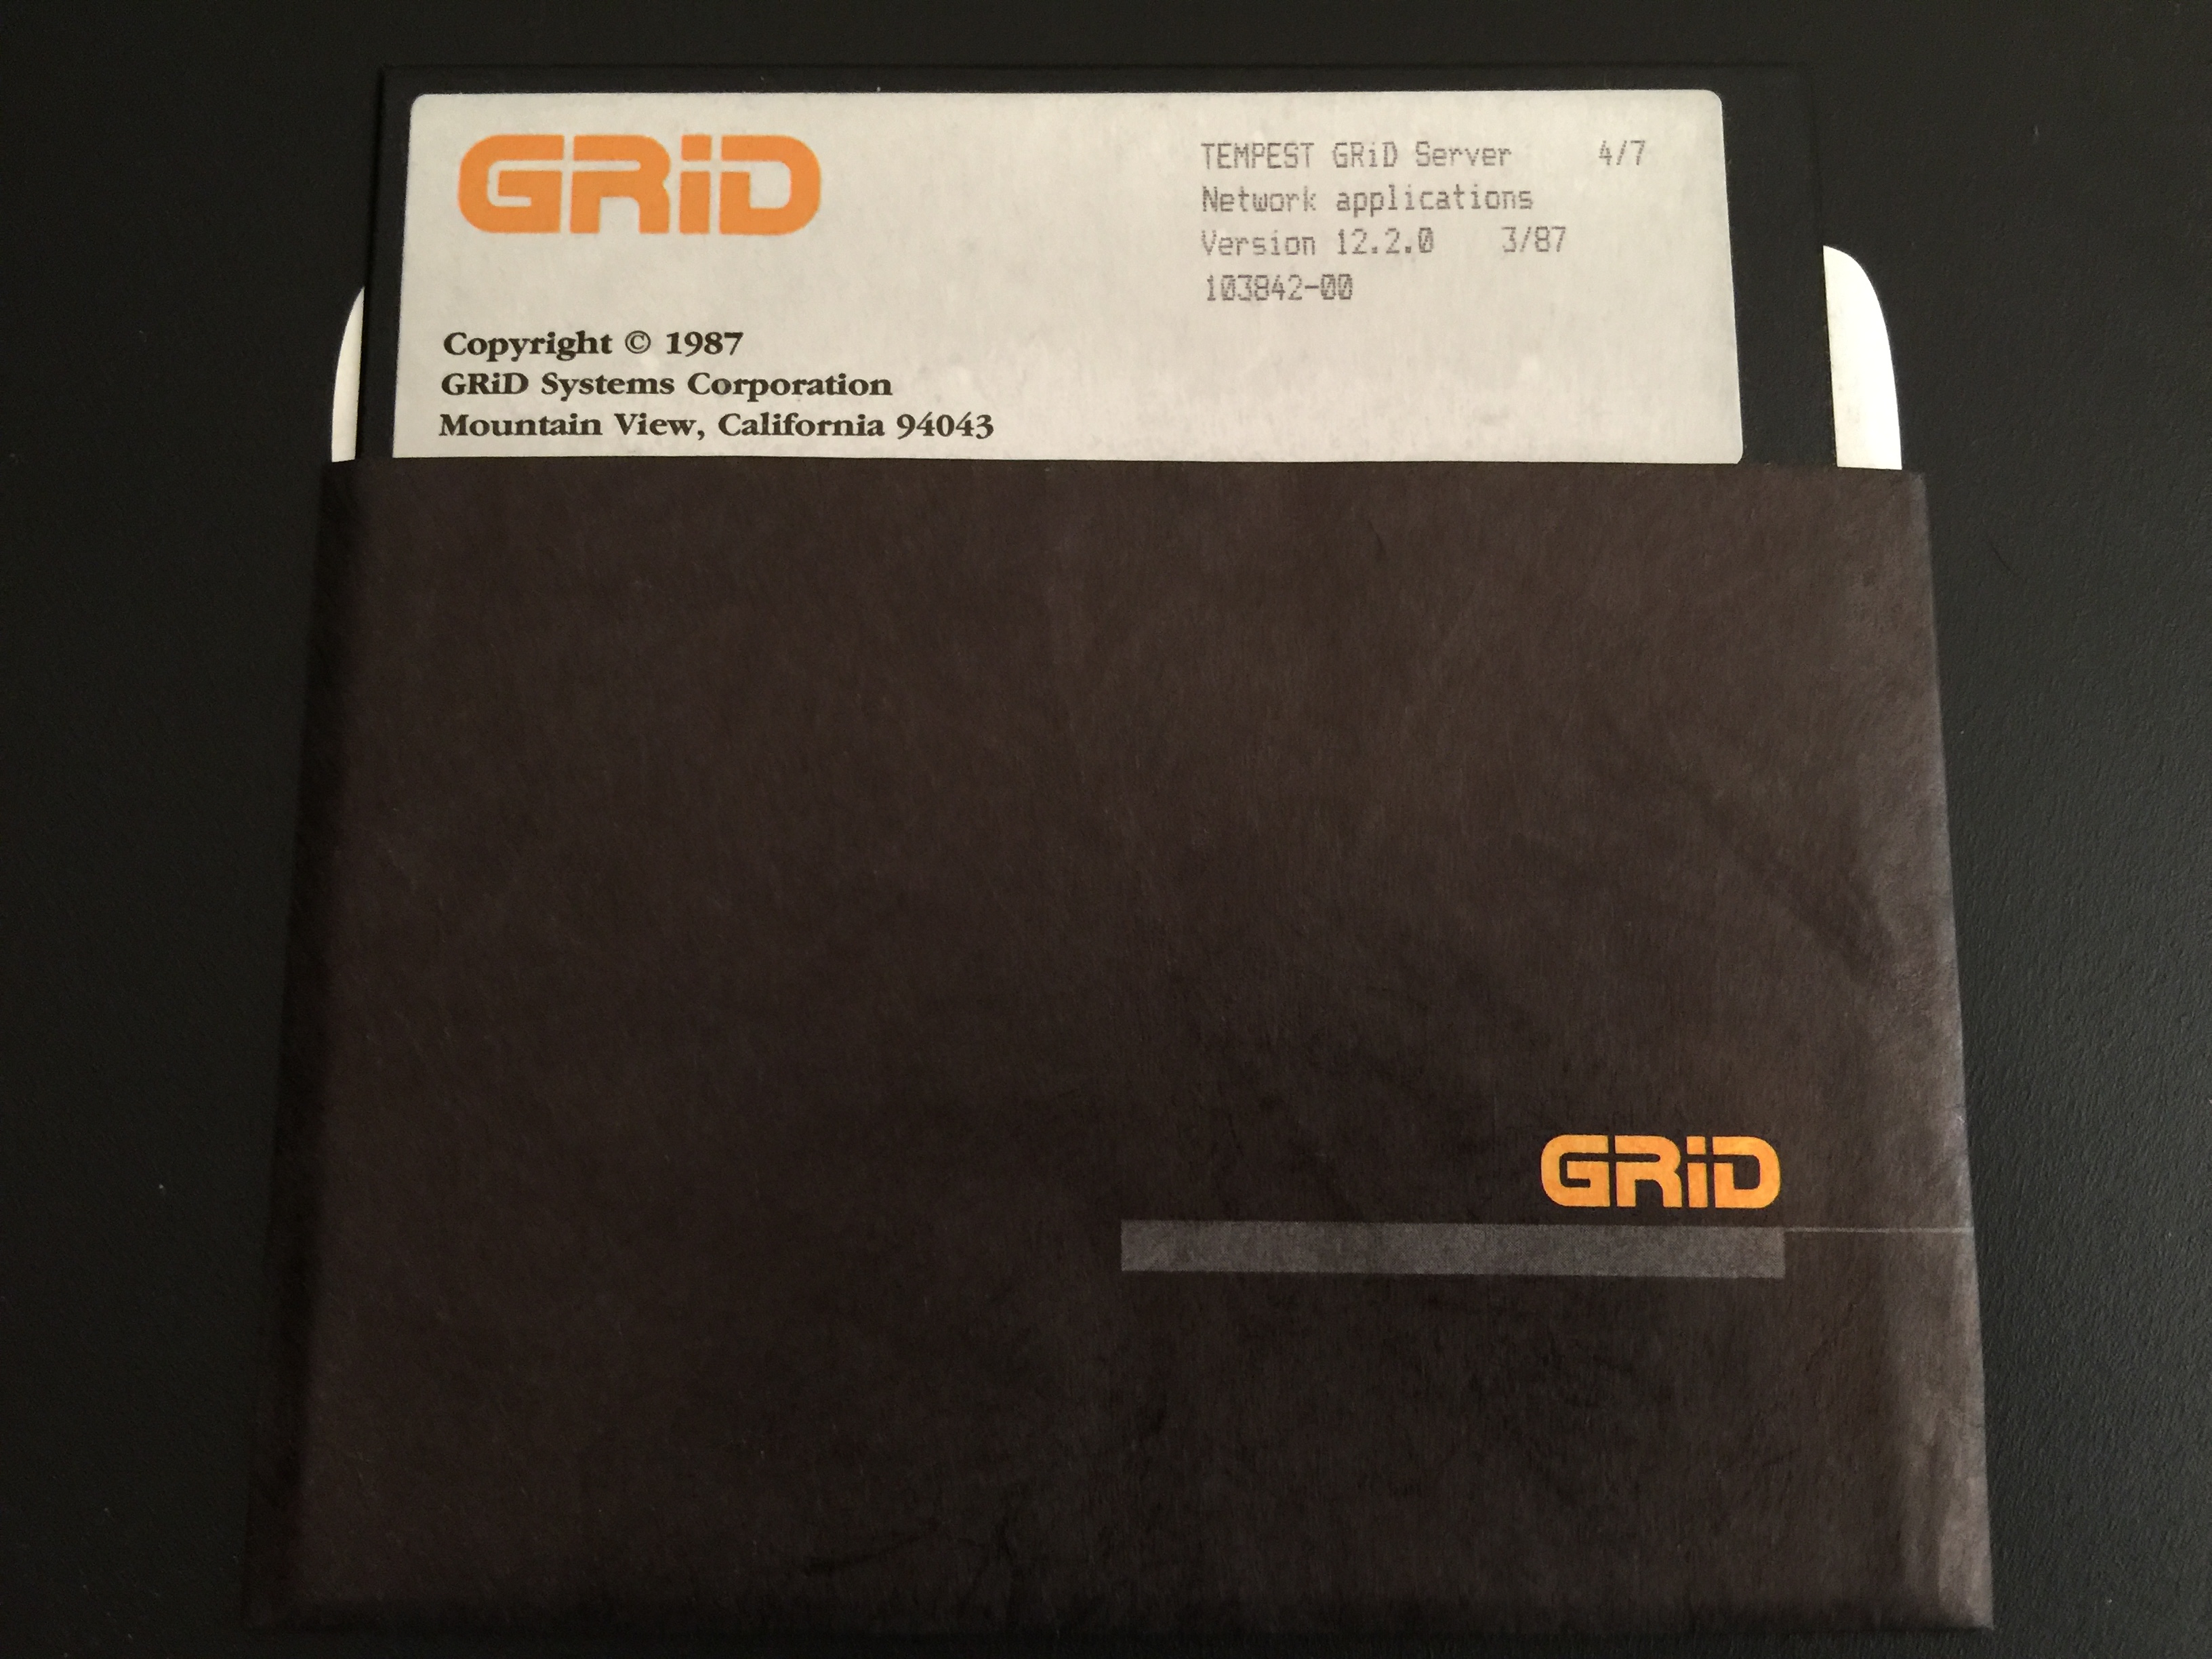 GRiD
TEMPEST GRiD Server 4/7
Network applications
Version 12.2.0 3/87
103842-00
Copyright © 1987
GRiD Systems Corporation
Mountain View, California 94043
GRiD